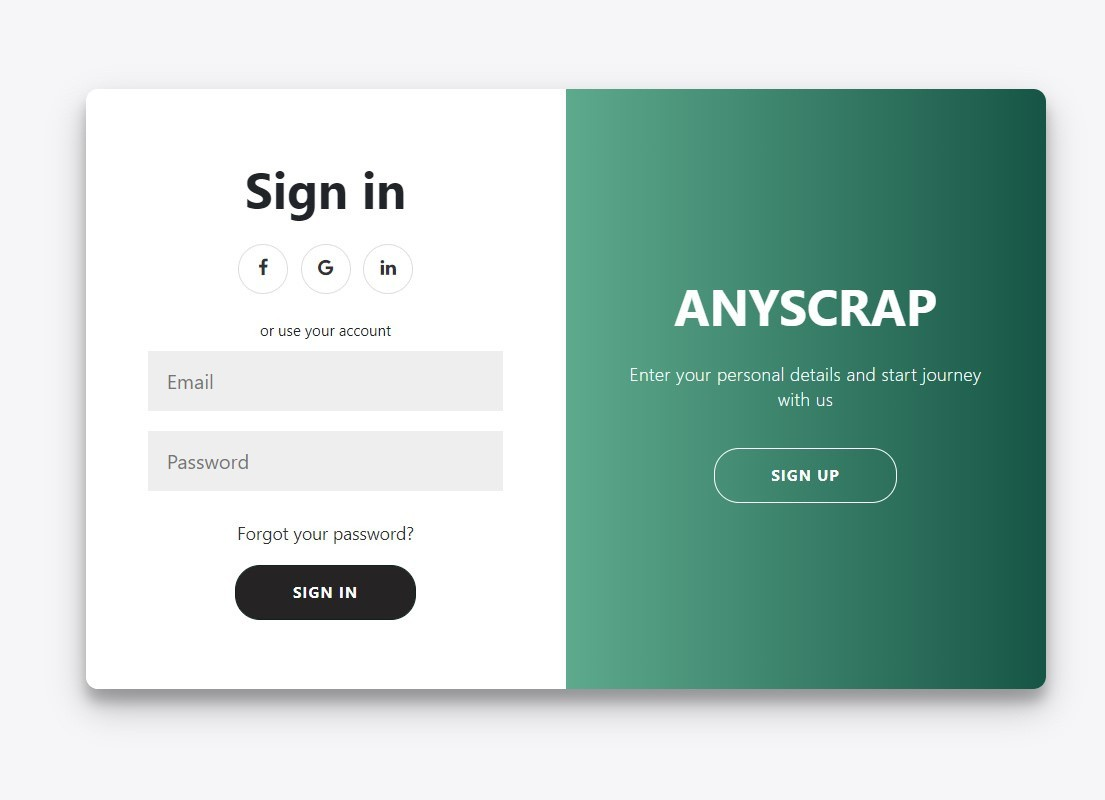 Sign in
f G in
or use your account
Email
Password
Forgot your password?
SIGN IN
ANYSCRAP
Enter your personal details and start journey
with us
SIGN UP